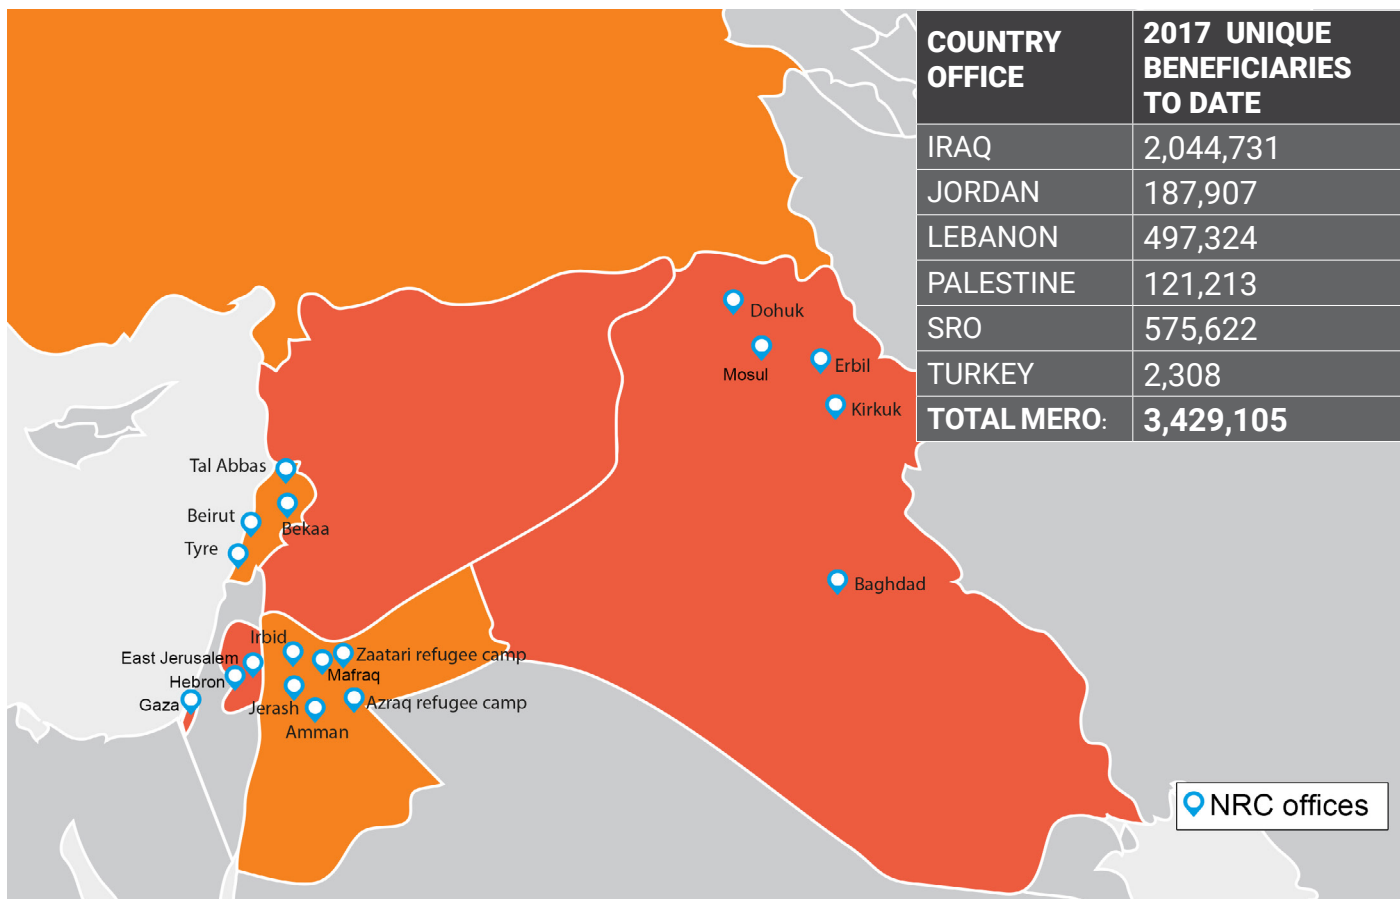 COUNTRY OFFICE
2017 UNIQUE BENEFICIARIES TO DATE
IRAQ 2,044,731
JORDAN 187,907
LEBANON 497,324
PALESTINE 121,213
SRO 575,622
TURKEY 2,308
TOTAL MERO: 3,429,105
Dohuk
Mosul
Erbil
Kirkuk
Tal Abbas
Beirut
Bekaa
Tyre
Baghdad
Irbid
East Jerusalem
Zaatari refugee camp
Mafraq
Hebron
Gaza
Jerash
Azraq refugee camp
Amman
NRC offices